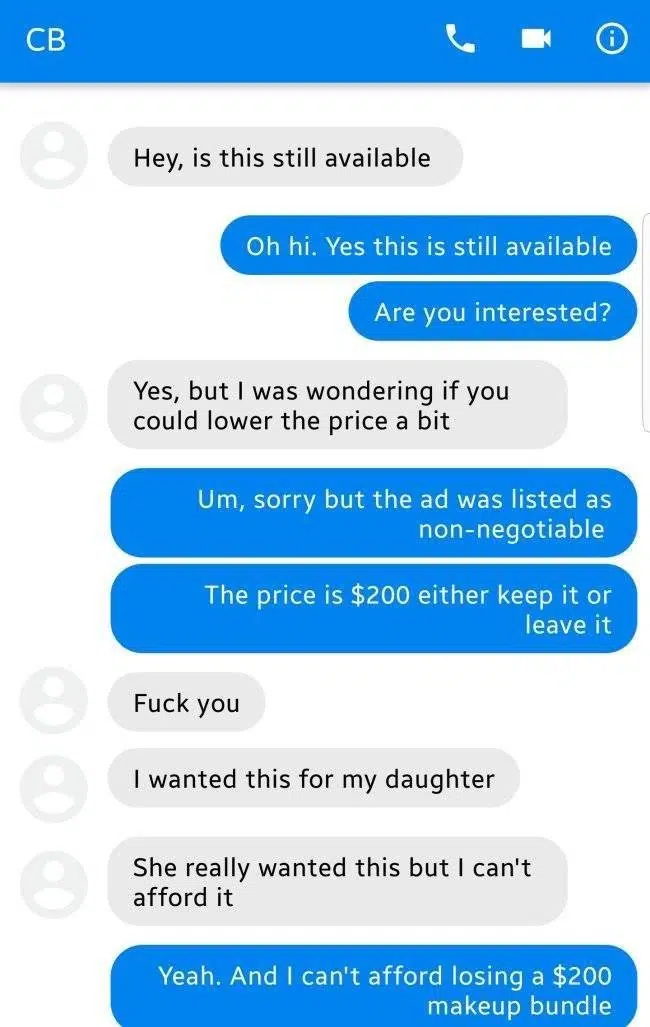 CB
Hey, is this still available
Oh hi. Yes this is still available
Are you interested?
Yes, but I was wondering if you
could lower the price a bit
Um, sorry but the ad was listed as
non-negotiable
The price is $200 either keep it or
leave it
Fuck you
I wanted this for my daughter
She really wanted this but I can't
afford it
Yeah. And I can't afford losing a $200
makeup bundle